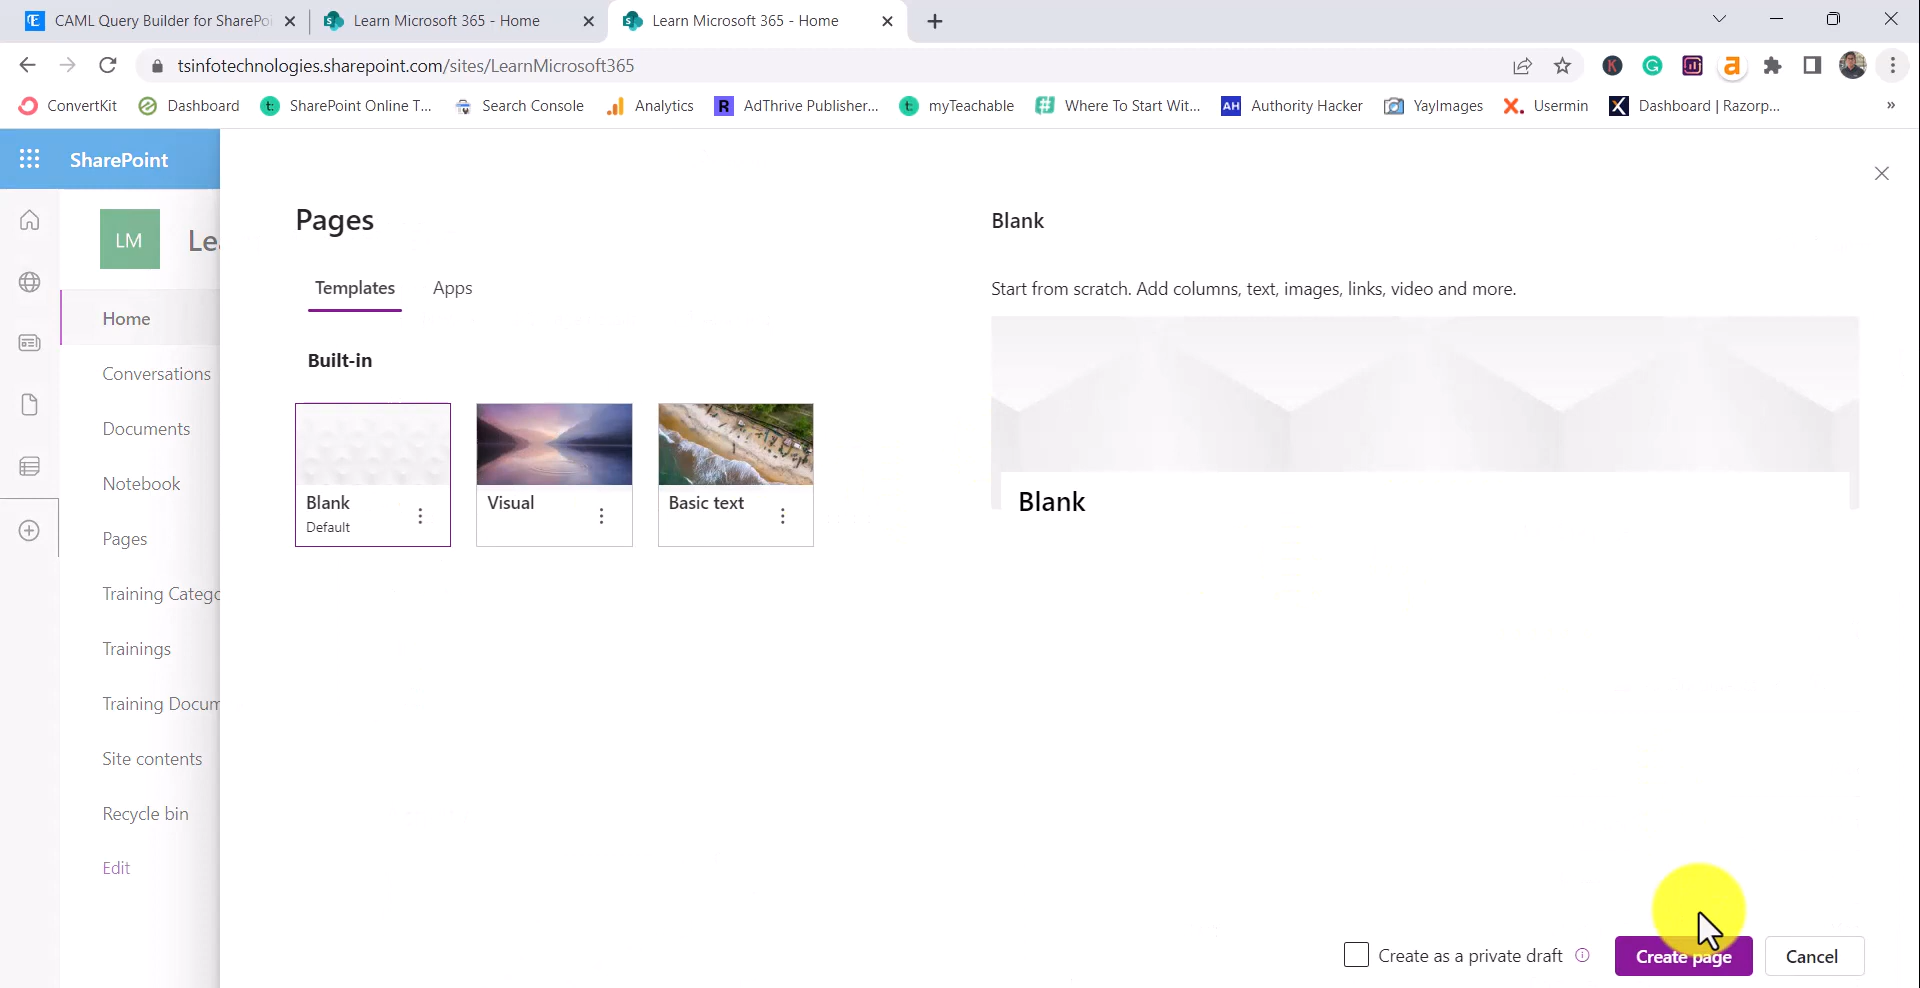 CAML Query Builder for SharePoi
Learn Microsoft 365 - Home
Learn Microsoft 365 - Home
tsinfotechnologies.sharepoint.com/sites/LearnMicrosoft365
ConvertKit
Dashboard
SharePoint Online T...
Search Console
Analytics
AdThrive Publisher...
myTeachable
Where To Start Wit...
AH Authority Hacker
YayImages
Usermin
Dashboard | Razorp...
SharePoint
LM
Lea
Home
Conversations
Documents
Notebook
Pages
Training Catego
Trainings
Training Docum
Site contents
Recycle bin
Edit
Pages
Templates
Apps
Built-in
Blank
Default
Visual
Basic text
Blank
Start from scratch. Add columns, text, images, links, video and more.
Blank
Create as a private draft
Create page
Cancel